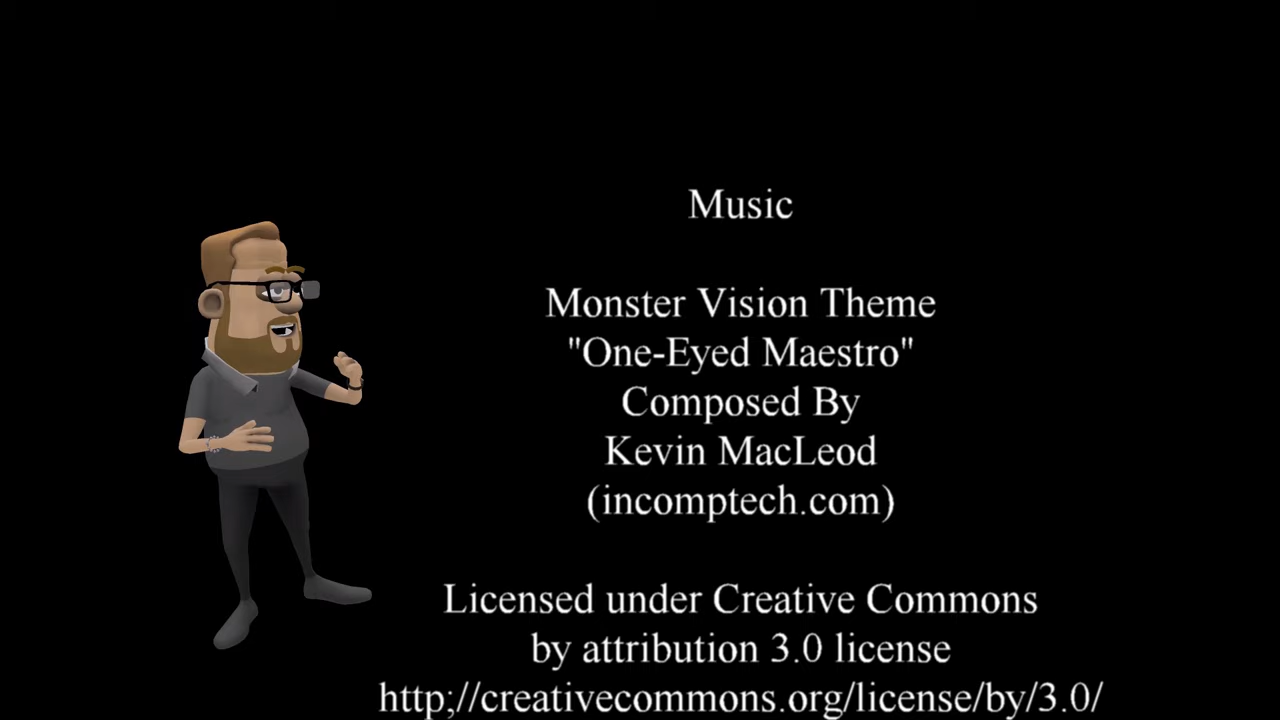 Music
Monster Vision Theme
"One-Eyed Maestro"
Composed By
Kevin MacLeod
(incomptech.com)
Licensed under Creative Commons
by attribution 3.0 license
http;//creativecommons.org/license/by/3.0/